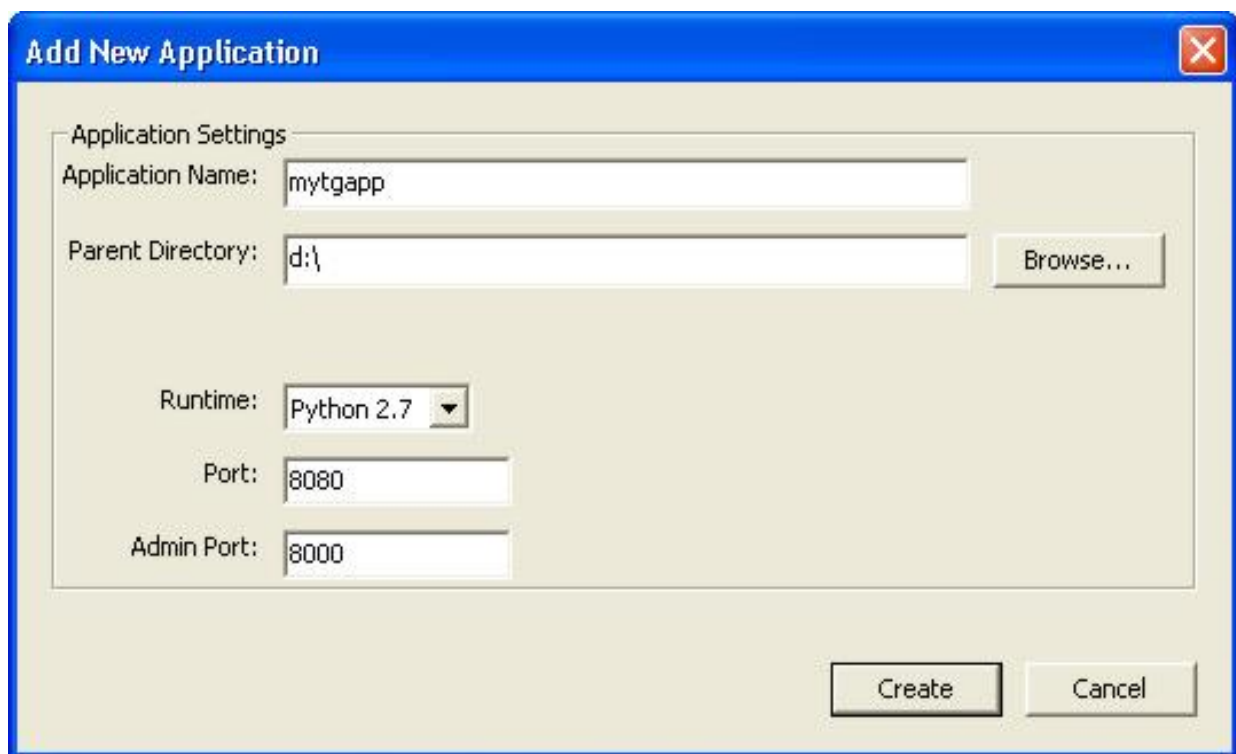 Add New Application
Application Settings
Application Name: mytgapp
Parent Directory: d:\ Browse...
Runtime: Python 2.7
Port: 8080
Admin Port: 8000
Create Cancel